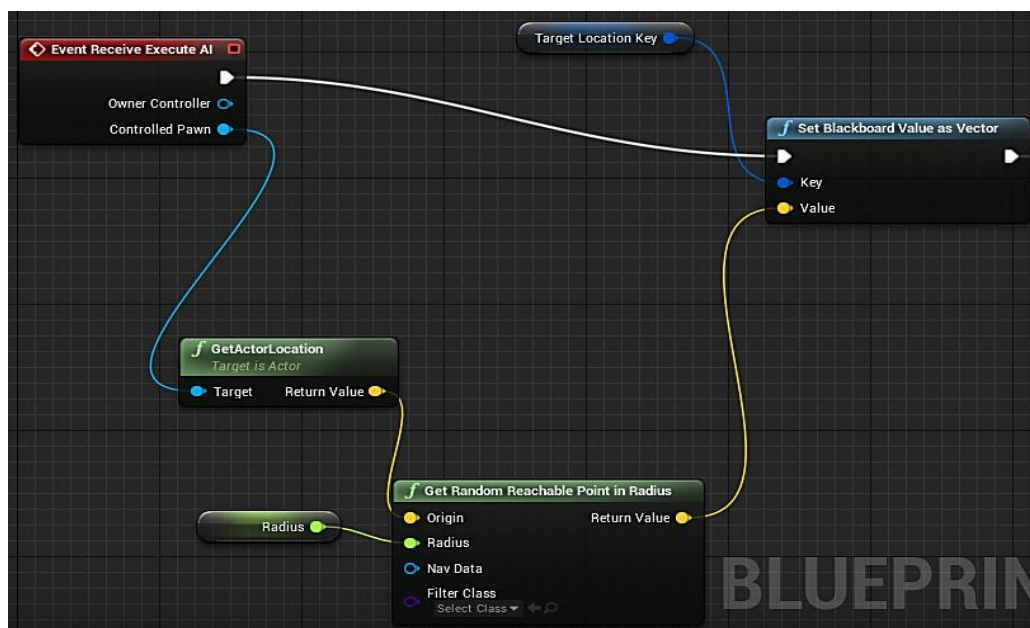 Event Receive Execute AI
Owner Controller
Controlled Pawn
Target Location Key
Set Blackboard Value as Vector
Key
Value
GetActorLocation
Target is Actor
Target
Return Value
Radius
Get Random Reachable Point in Radius
Origin
Return Value
Radius
Nav Data
Filter Class
Select Class
BLUEPRIN